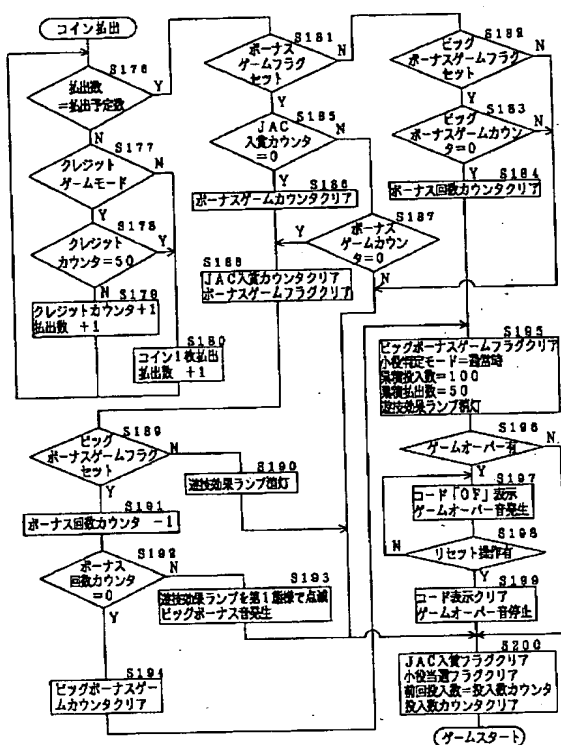 コイン払出
S176
払出数
=払出予定数
Y
N
S177
クレジット
ゲームモード
N
Y
S178
クレジット
カウンタ=50
Y
N
S179
クレジットカウンタ+1
払出数 +1
S180
コイン1枚払出
払出数 +1
S181
ボーナス
ゲームフラグ
セット
N
Y
S185
JAC
入賞カウンタ
=0
N
Y
S186
ボーナスゲームカウンタクリア
S187
ボーナス
ゲームカウン
タ=0
Y
N
S188
JAC入賞カウンタクリア
ボーナスゲームフラグクリア
S182
ビッグ
ボーナスゲームフラグ
セット
N
Y
S183
ビッグ
ボーナスゲームカウン
タ=0
N
Y
S184
ボーナス回数カウンタクリア
S189
ビッグ
ボーナスゲームフラグ
セット
N
Y
S190
遊技効果ランプ消灯
S191
ボーナス回数カウンタ -1
S192
ボーナス
回数カウンタ
=0
N
Y
S193
遊技効果ランプを第1態様で点滅
ビッグボーナス音発生
S194
ビッグボーナスゲー
ムカウンタクリア
S195
ビッグボーナスゲームフラグクリア
小役判定モード=通常時
累積投入数=100
累積払出数=50
遊技効果ランプ消灯
S196
ゲームオーバー有
N
Y
S197
コード「OF」表示
ゲームオーバー音発生
S198
リセット操作有
N
Y
S199
コード表示クリア
ゲームオーバー音停止
S200
JAC入賞フラグクリア
小役当選フラグクリア
前回投入数=投入数カウンタ
投入数カウンタクリア
ゲームスタート